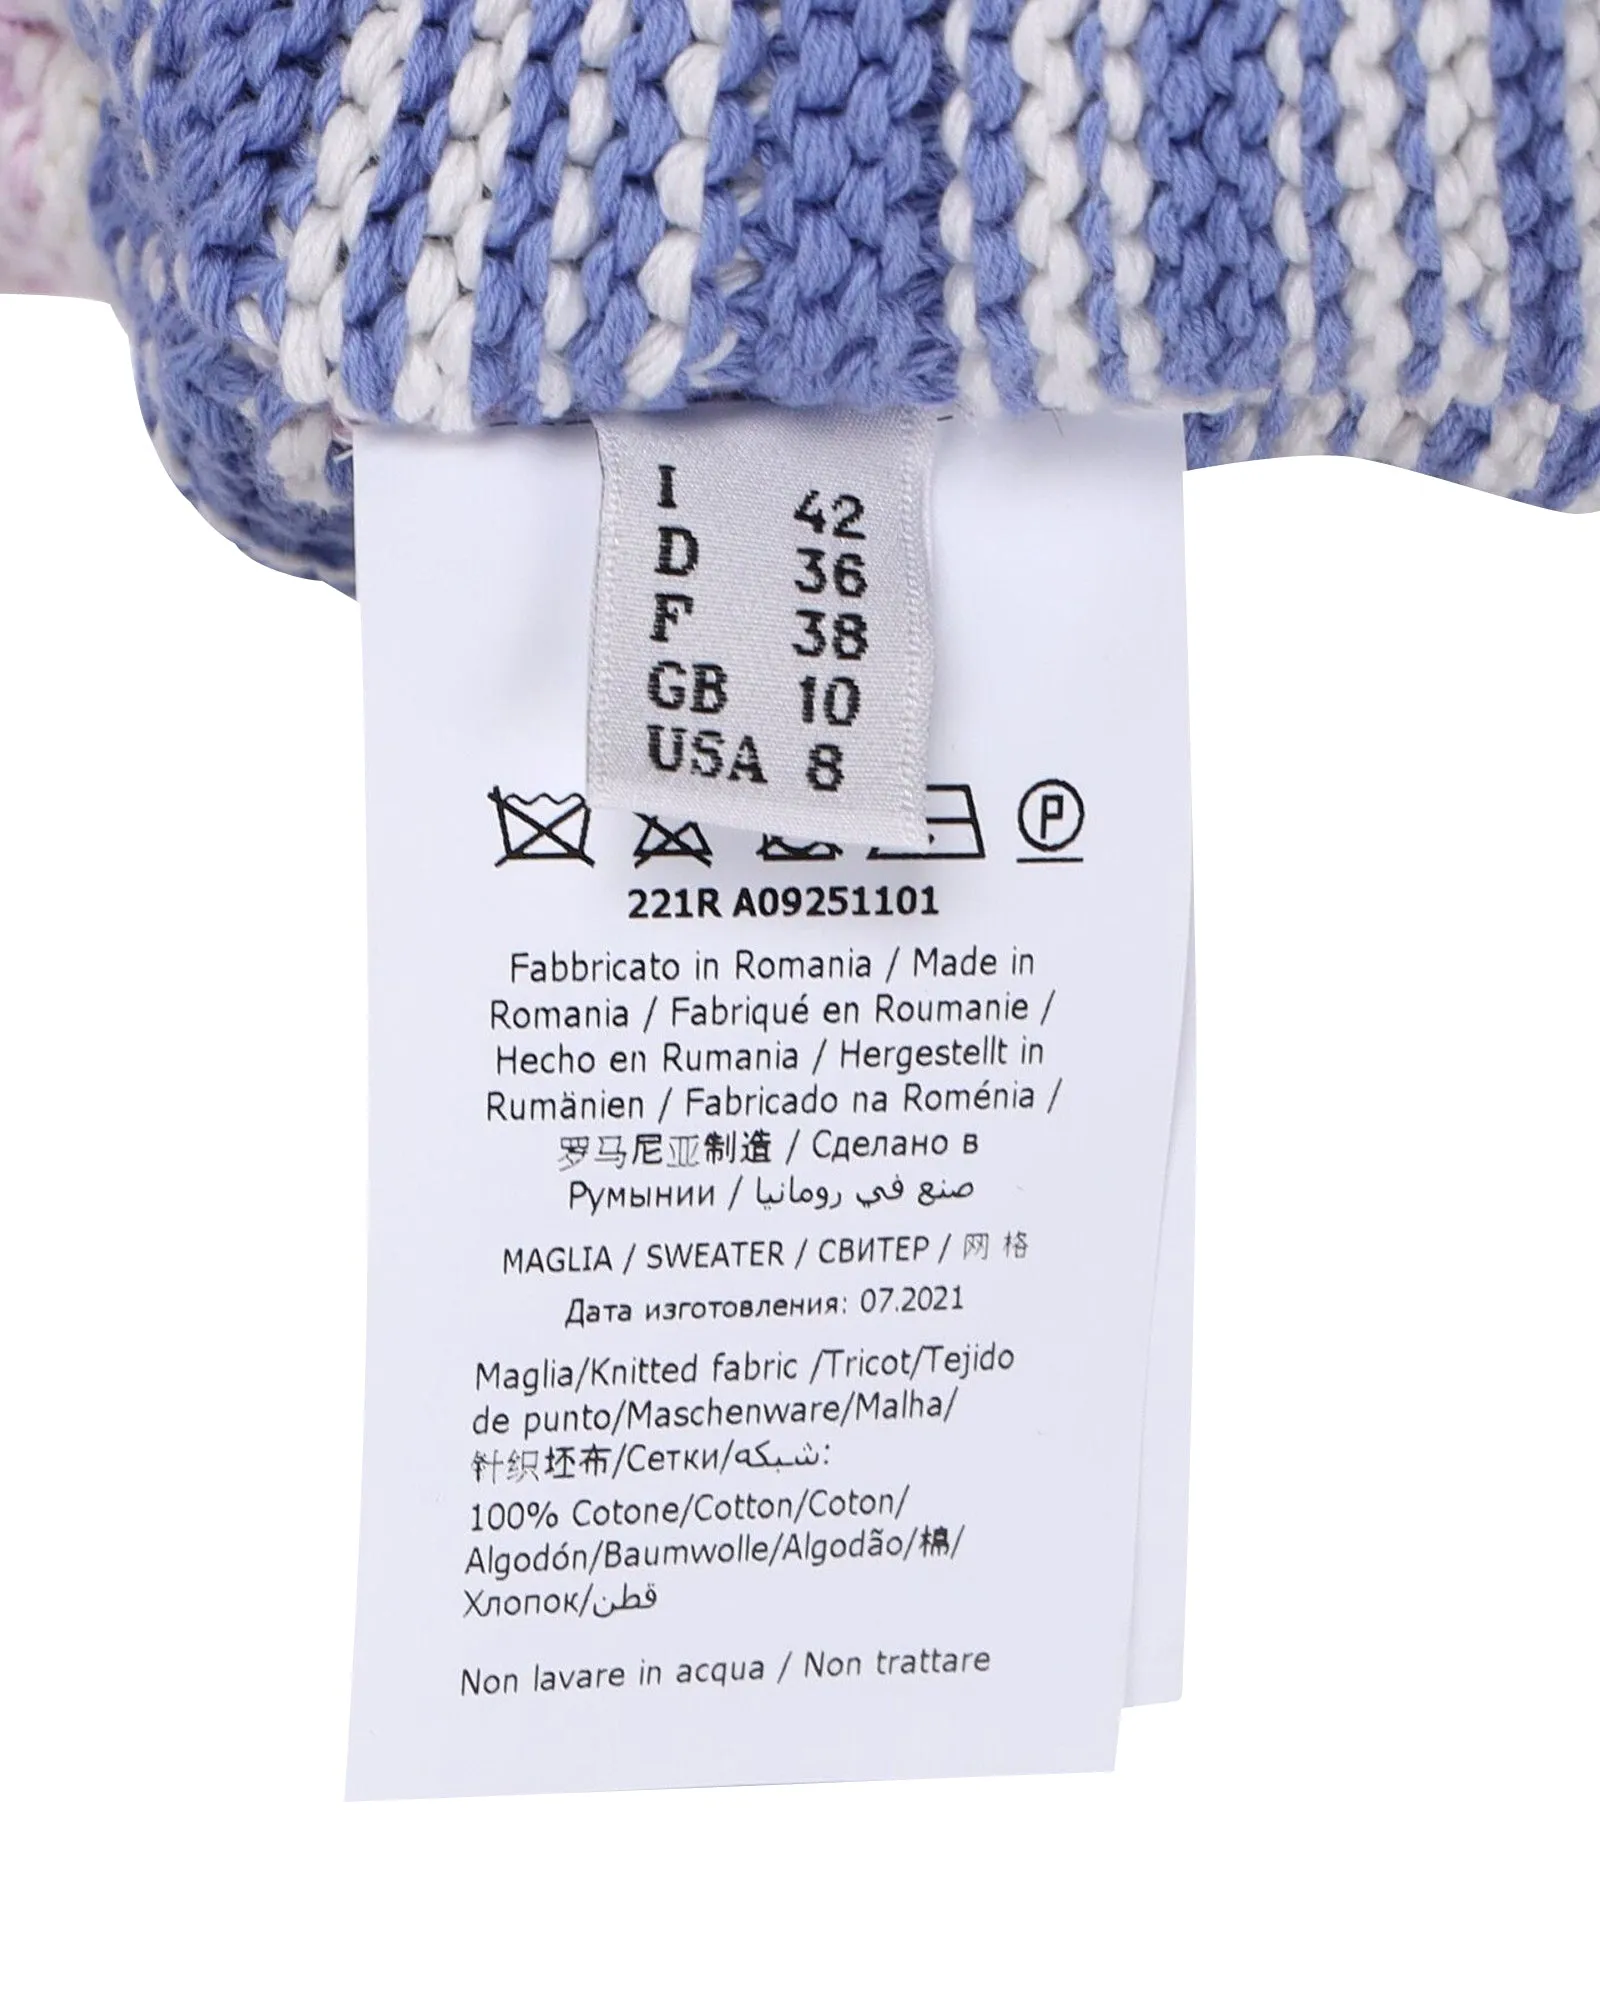 I 42
D 36
F 38
GB 10
USA 8
P
221R A09251101
Fabbricato in Romania / Made in
Romania / Fabriqué en Roumanie /
Hecho en Rumania / Hergestellt in
Rumänien / Fabricado na Roménia /
罗马尼亚制造 / Сделано в
Румынии / صنع في رومانيا
MAGLIA / SWEATER / СВИТЕР / 网 格
Дата изготовления: 07.2021
Maglia/Knitted fabric /Tricot/Tejido
de punto/Maschenware/Malha/
针织坯布/Сетки/شبكه:
100% Cotone/Cotton/Coton/
Algodón/Baumwolle/Algodão/棉/
Хлопок/قطن
Non lavare in acqua / Non trattare